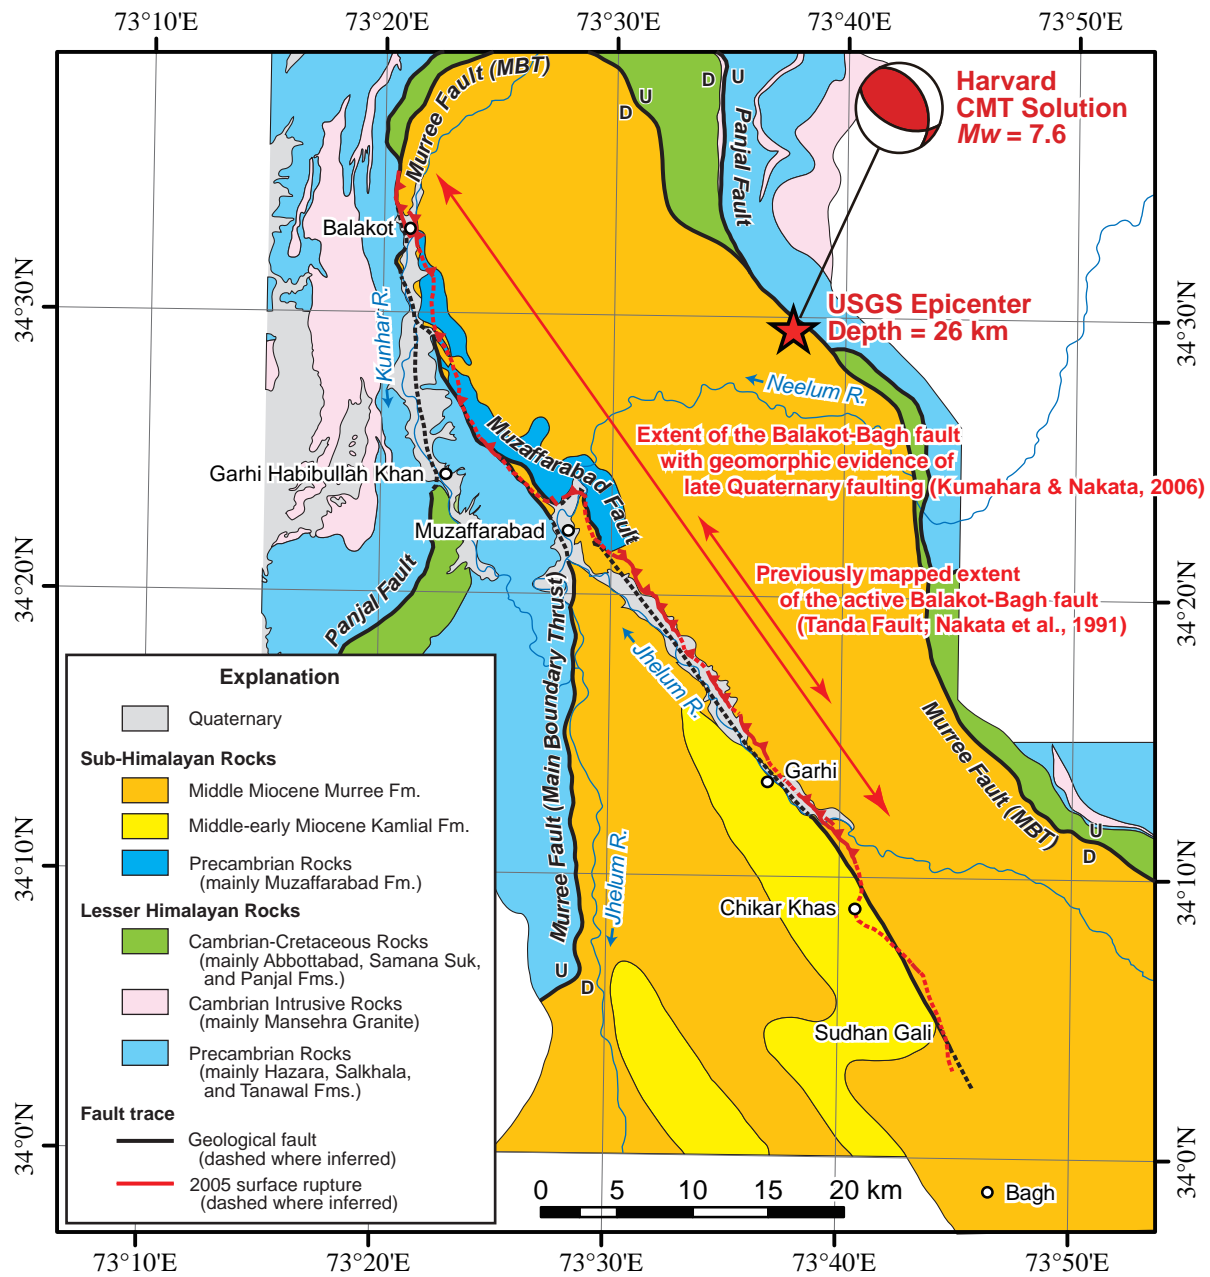 73°10'E
73°20'E
73°30'E
73°40'E
73°50'E
Murree Fault (MBT)
D
U
D
U
Panjal Fault
Harvard
CMT Solution
Mw = 7.6
Balakot
34°30'N
34°30'N
Kunhar R.
USGS Epicenter
Depth = 26 km
Neelum R.
Muzaffarabad Fault
Extent of the Balakot-Bagh fault
with geomorphic evidence of
late Quaternary faulting (Kumahara & Nakata, 2006)
Garhi Habibullah Khan
Muzaffarabad
34°20'N
34°20'N
Panjal Fault
Previously mapped extent
of the active Balakot-Bagh fault
(Tanda Fault; Nakata et al., 1991)
Jhelum R.
Murree Fault (Main Boundary Thrust)
Murree Fault (MBT)
U
D
Garhi
34°10'N
34°10'N
Jhelum R.
Chikar Khas
U
D
Sudhan Gali
34°0'N
34°0'N
Bagh
Explanation
Quaternary
Sub-Himalayan Rocks
Middle Miocene Murree Fm.
Middle-early Miocene Kamlial Fm.
Precambrian Rocks
(mainly Muzaffarabad Fm.)
Lesser Himalayan Rocks
Cambrian-Cretaceous Rocks
(mainly Abbottabad, Samana Suk,
and Panjal Fms.)
Cambrian Intrusive Rocks
(mainly Mansehra Granite)
Precambrian Rocks
(mainly Hazara, Salkhala,
and Tanawal Fms.)
Fault trace
Geological fault
(dashed where inferred)
2005 surface rupture
(dashed where inferred)
0 5 10 15 20 km
73°10'E
73°20'E
73°30'E
73°40'E
73°50'E